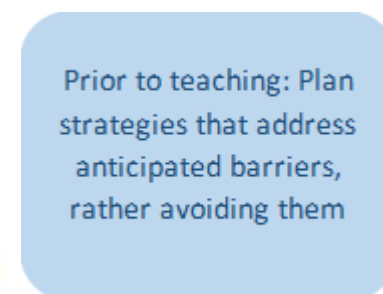 Prior to teaching: Plan
strategies that address
anticipated barriers,
rather avoiding them